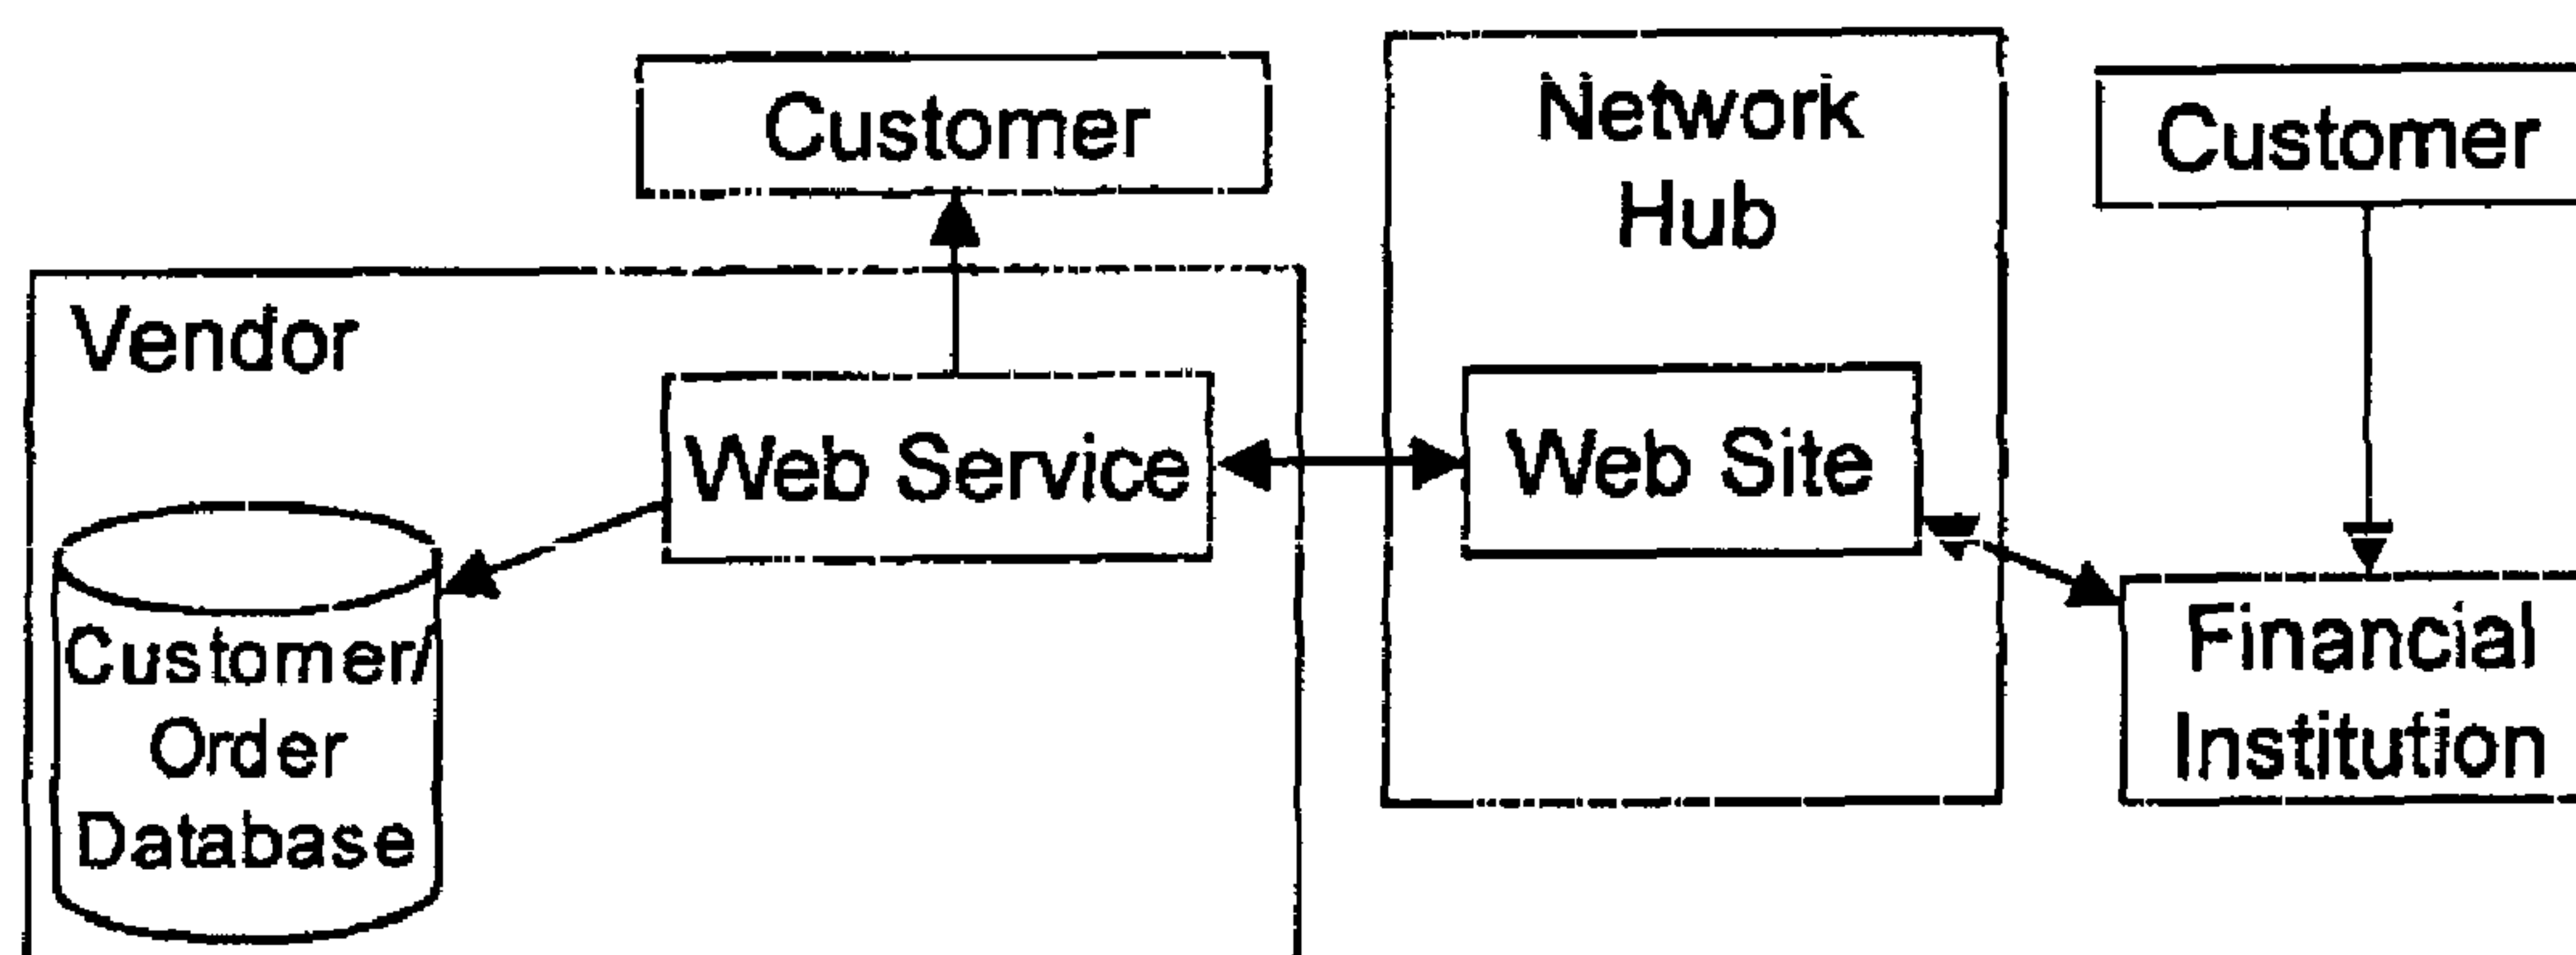 Customer
Network
Hub
Customer
Vendor
Web Service
Web Site
Customer/
Order
Database
Financial
Institution